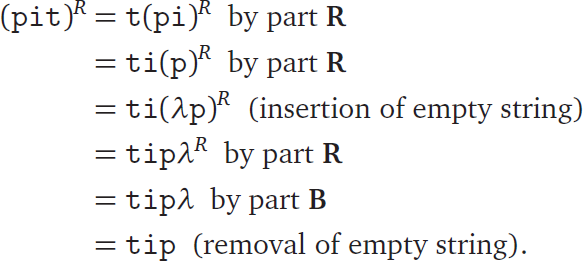 (pit)ᴿ = t(pi)ᴿ by part R
= ti(p)ᴿ by part R
= ti(λp)ᴿ (insertion of empty string)
= tipλᴿ by part R
= tipλ by part B
= tip (removal of empty string).